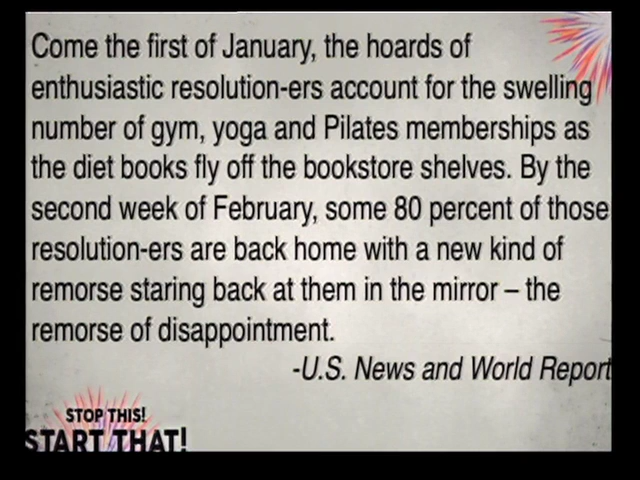 Come the first of January, the hoards of
enthusiastic resolution-ers account for the swelling
number of gym, yoga and Pilates memberships as
the diet books fly off the bookstore shelves. By the
second week of February, some 80 percent of those
resolution-ers are back home with a new kind of
remorse staring back at them in the mirror – the
remorse of disappointment.
-U.S. News and World Report
STOP THIS!
START THAT!